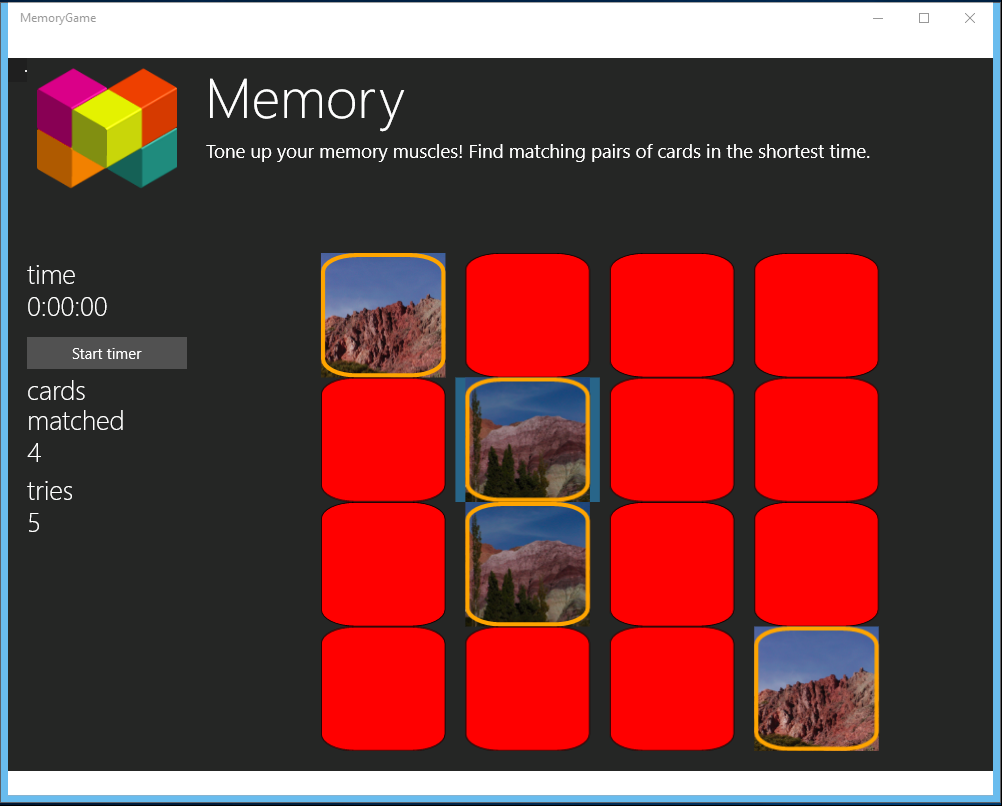 MemoryGame
Memory
Tone up your memory muscles! Find matching pairs of cards in the shortest time.
time
0:00:00
Start timer
cards
matched
4
tries
5